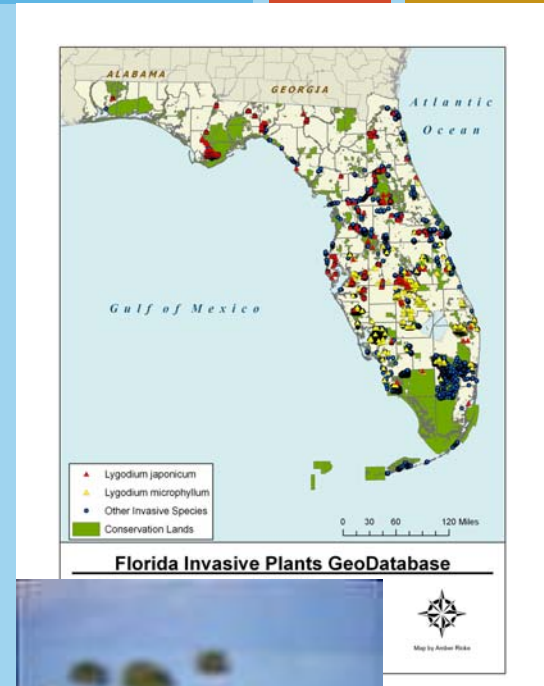 ALABAMA
GEORGIA
Atlantic
Ocean
Gulf of Mexico
Lygodium japonicum
Lygodium microphyllum
Other Invasive Species
Conservation Lands
0 30 60 120 Miles
Florida Invasive Plants GeoDatabase
Map by Amber Rinke